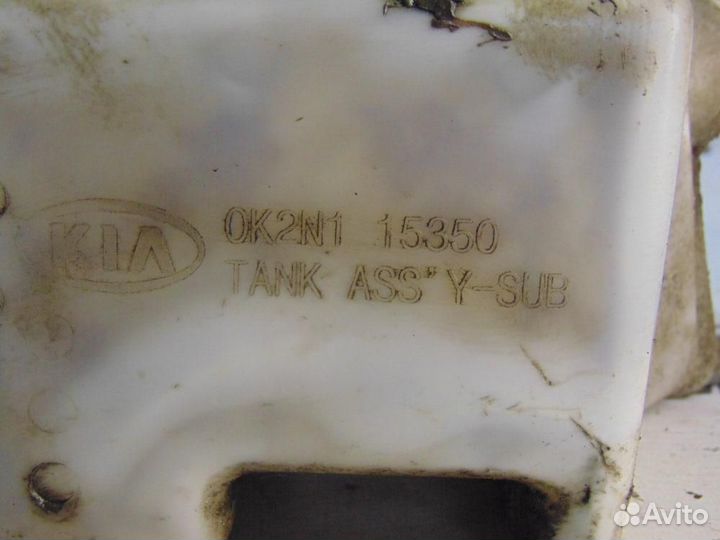 KIA
0K2N1 15350
TANK ASS'Y-SUB
Avito